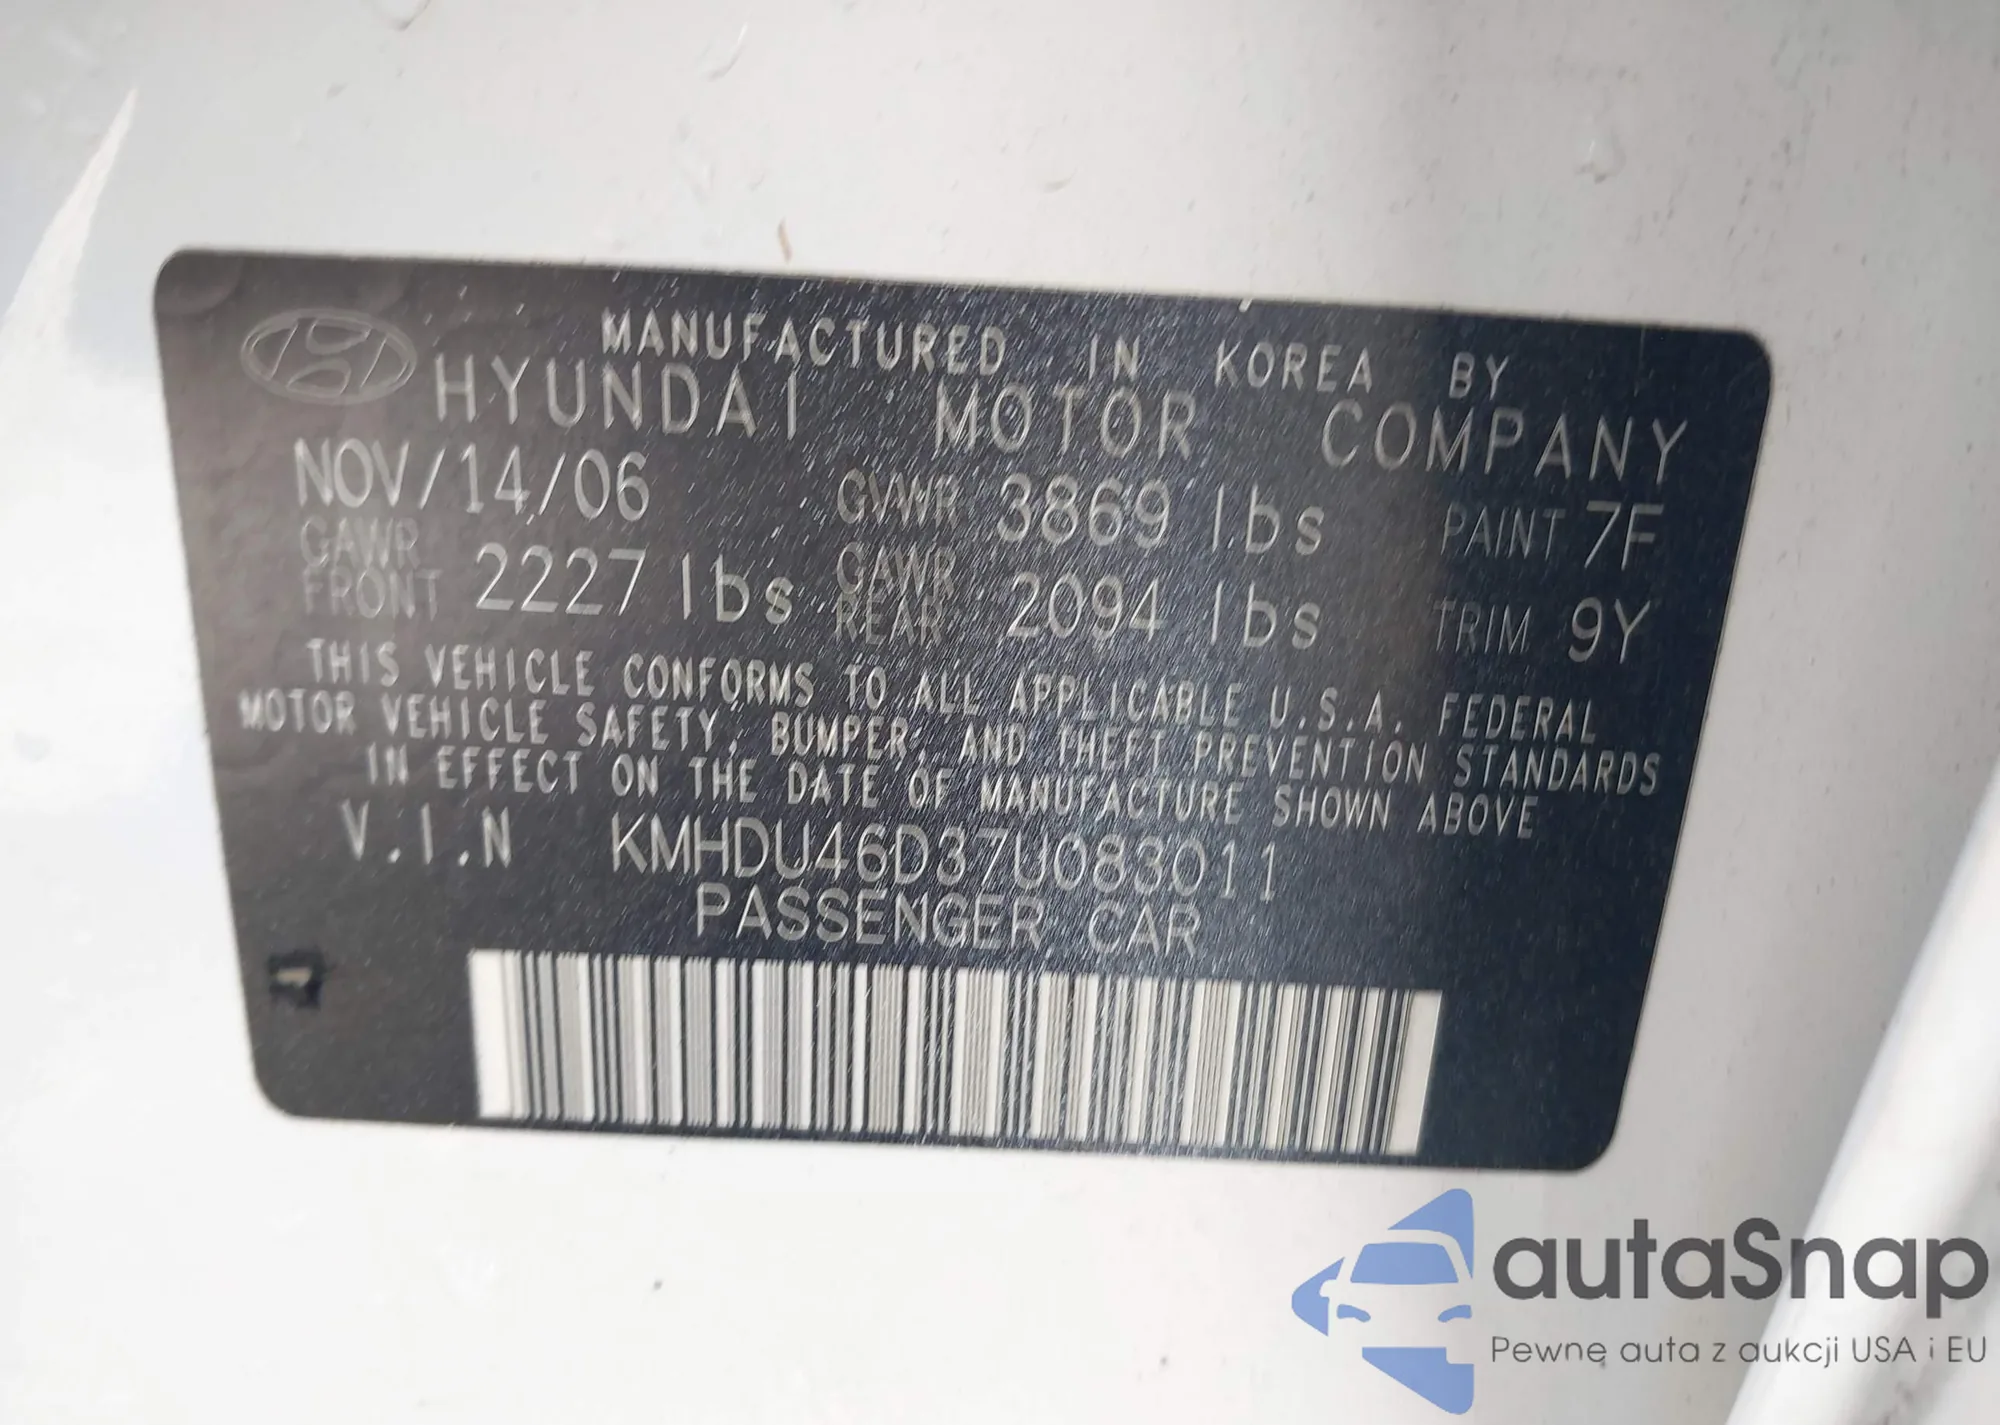 MANUFACTURED IN KOREA BY
HYUNDAI MOTOR COMPANY
NOV/14/06 GVWR 3869 lbs PAINT 7F
GAWR FRONT 2227 lbs GAWR REAR 2094 lbs TRIM 9Y
THIS VEHICLE CONFORMS TO ALL APPLICABLE U.S.A. FEDERAL
MOTOR VEHICLE SAFETY, BUMPER, AND THEFT PREVENTION STANDARDS
IN EFFECT ON THE DATE OF MANUFACTURE SHOWN ABOVE
V.I.N KMHDU46D37U083011
PASSENGER CAR
autaSnap
Pewne auta z aukcji USA i EU